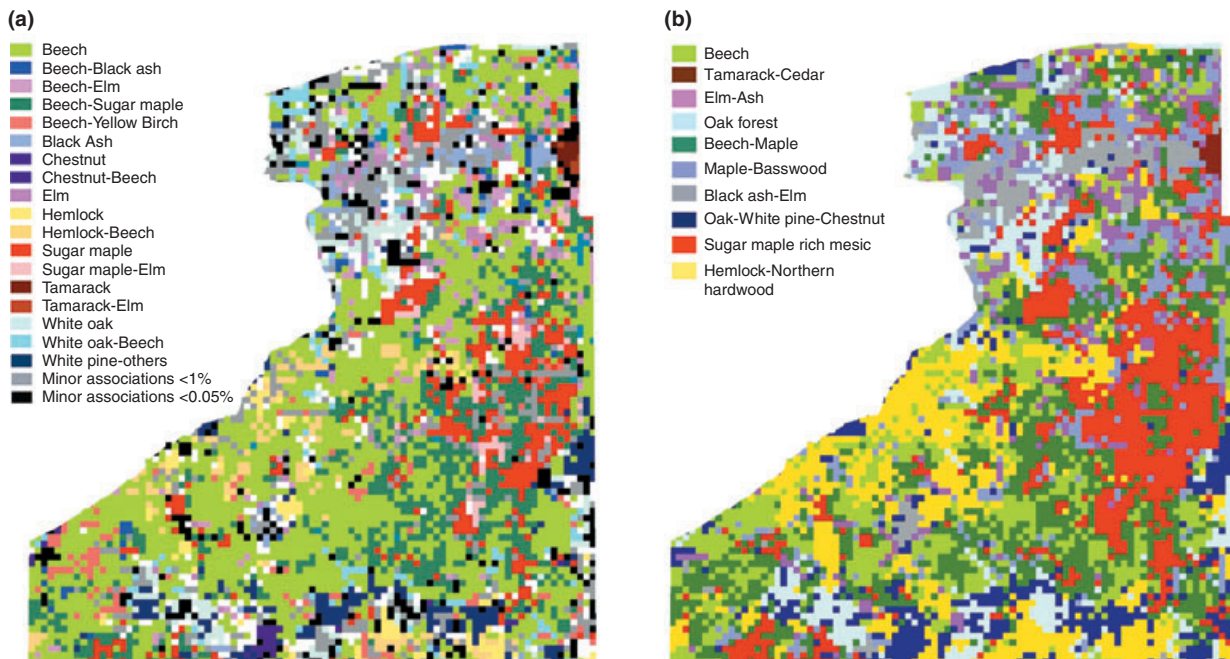 (a)
Beech
Beech-Black ash
Beech-Elm
Beech-Sugar maple
Beech-Yellow Birch
Black Ash
Chestnut
Chestnut-Beech
Elm
Hemlock
Hemlock-Beech
Sugar maple
Sugar maple-Elm
Tamarack
Tamarack-Elm
White oak
White oak-Beech
White pine-others
Minor associations <1%
Minor associations <0.05%
(b)
Beech
Tamarack-Cedar
Elm-Ash
Oak forest
Beech-Maple
Maple-Basswood
Black ash-Elm
Oak-White pine-Chestnut
Sugar maple rich mesic
Hemlock-Northern
hardwood